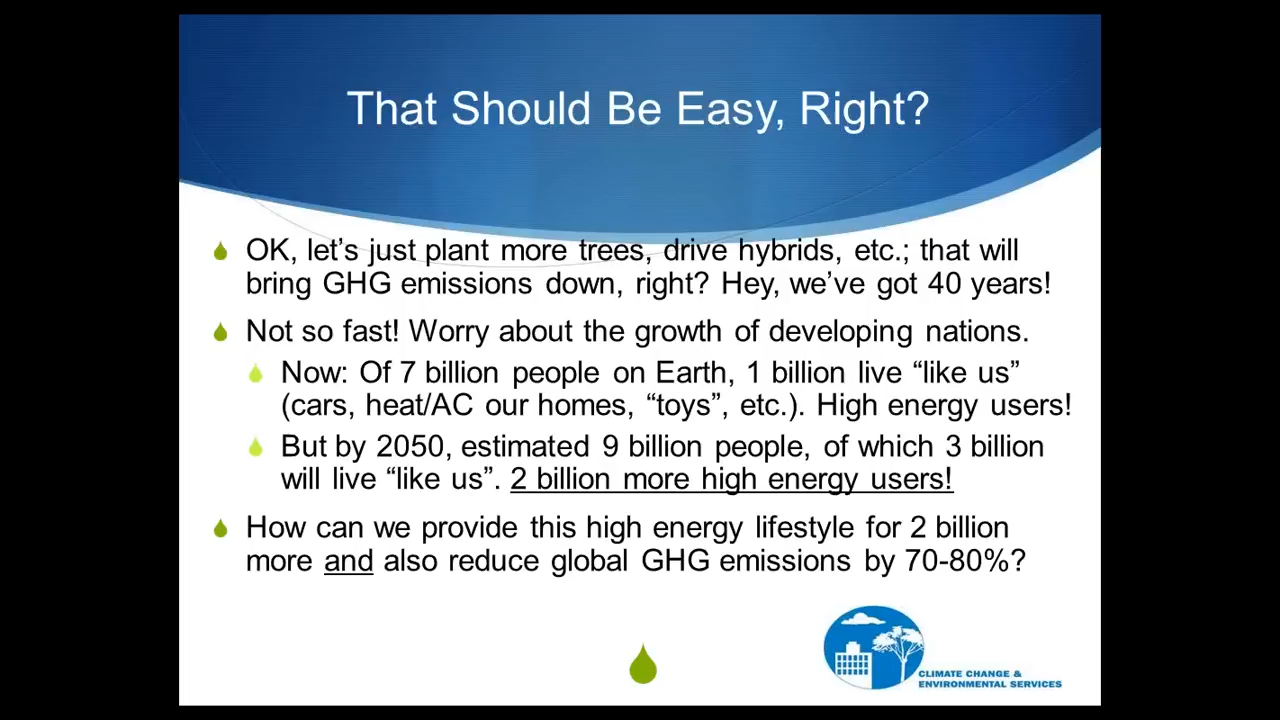 That Should Be Easy, Right?
OK, let’s just plant more trees, drive hybrids, etc.; that will
bring GHG emissions down, right? Hey, we’ve got 40 years!
Not so fast! Worry about the growth of developing nations.
Now: Of 7 billion people on Earth, 1 billion live “like us”
(cars, heat/AC our homes, “toys”, etc.). High energy users!
But by 2050, estimated 9 billion people, of which 3 billion
will live “like us”. 2 billion more high energy users!
How can we provide this high energy lifestyle for 2 billion
more and also reduce global GHG emissions by 70-80%?
CLIMATE CHANGE &
ENVIRONMENTAL SERVICES